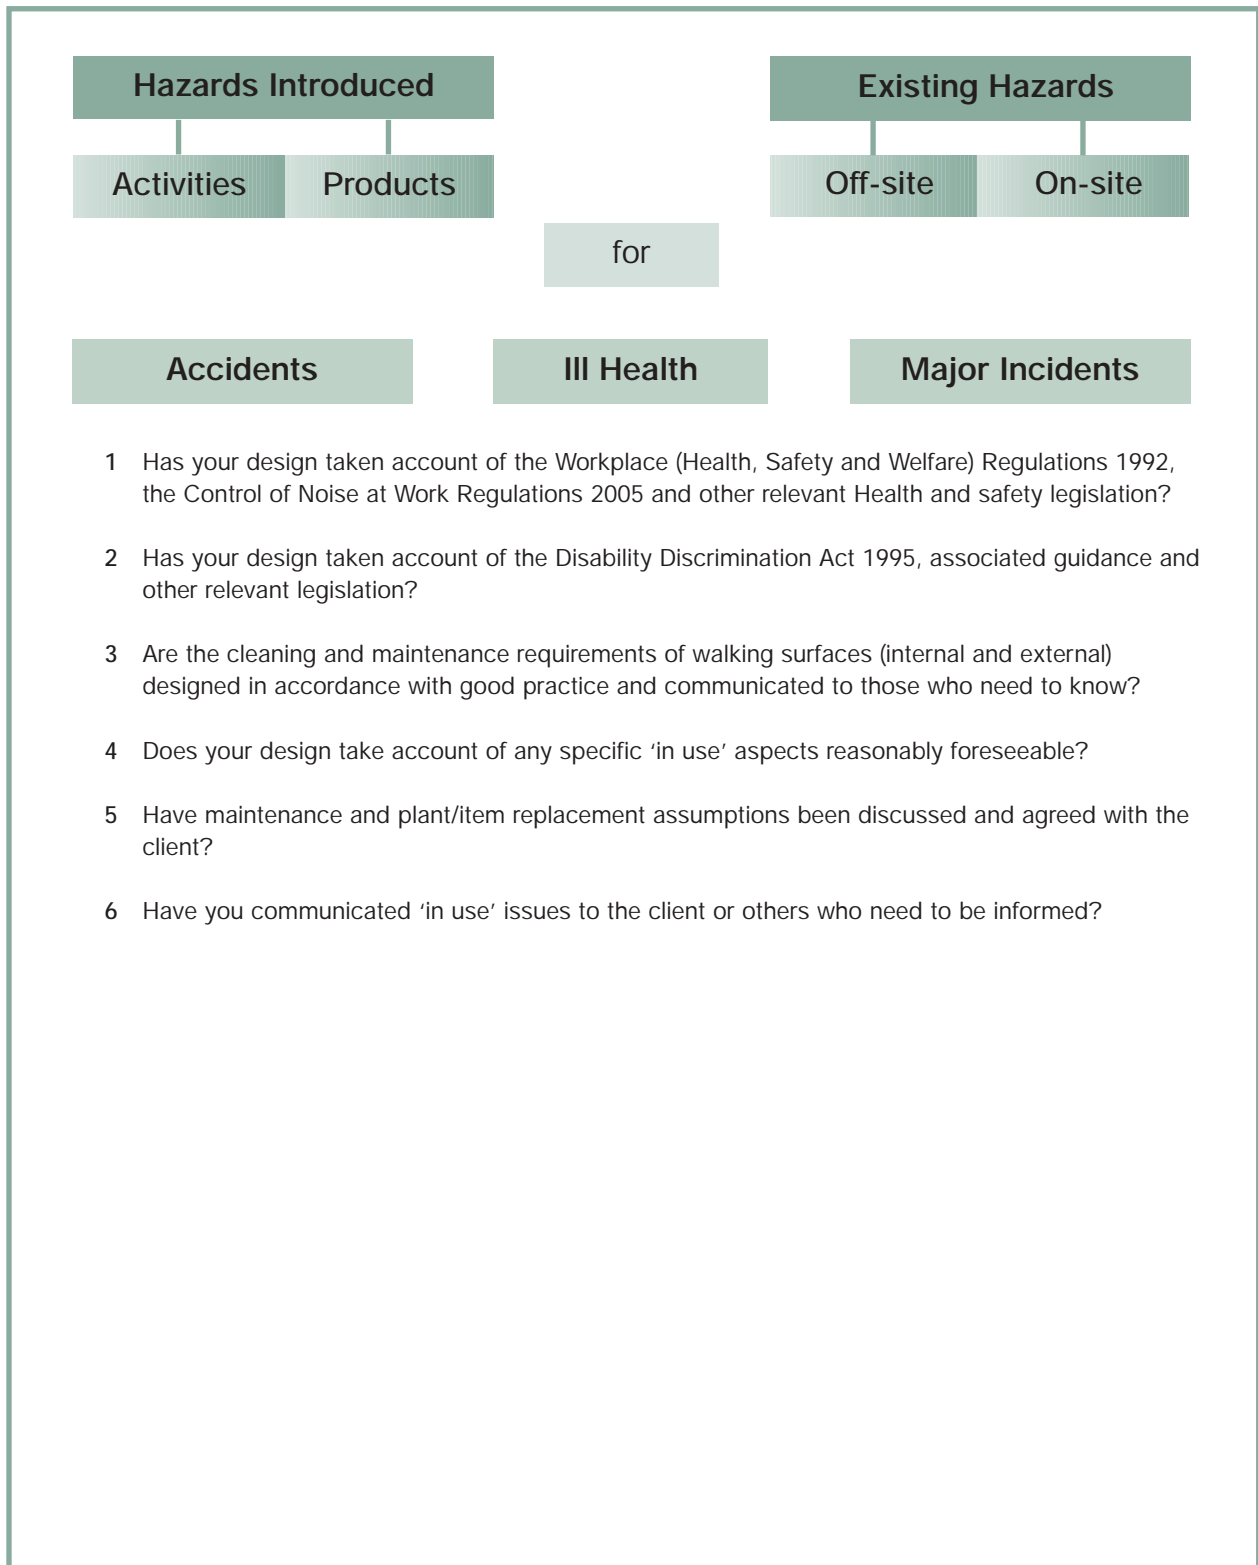 Hazards Introduced
Existing Hazards
Activities
Products
Off-site
On-site
for
Accidents
Ill Health
Major Incidents
1 Has your design taken account of the Workplace (Health, Safety and Welfare) Regulations 1992,
the Control of Noise at Work Regulations 2005 and other relevant Health and safety legislation?
2 Has your design taken account of the Disability Discrimination Act 1995, associated guidance and
other relevant legislation?
3 Are the cleaning and maintenance requirements of walking surfaces (internal and external)
designed in accordance with good practice and communicated to those who need to know?
4 Does your design take account of any specific ‘in use’ aspects reasonably foreseeable?
5 Have maintenance and plant/item replacement assumptions been discussed and agreed with the
client?
6 Have you communicated ‘in use’ issues to the client or others who need to be informed?